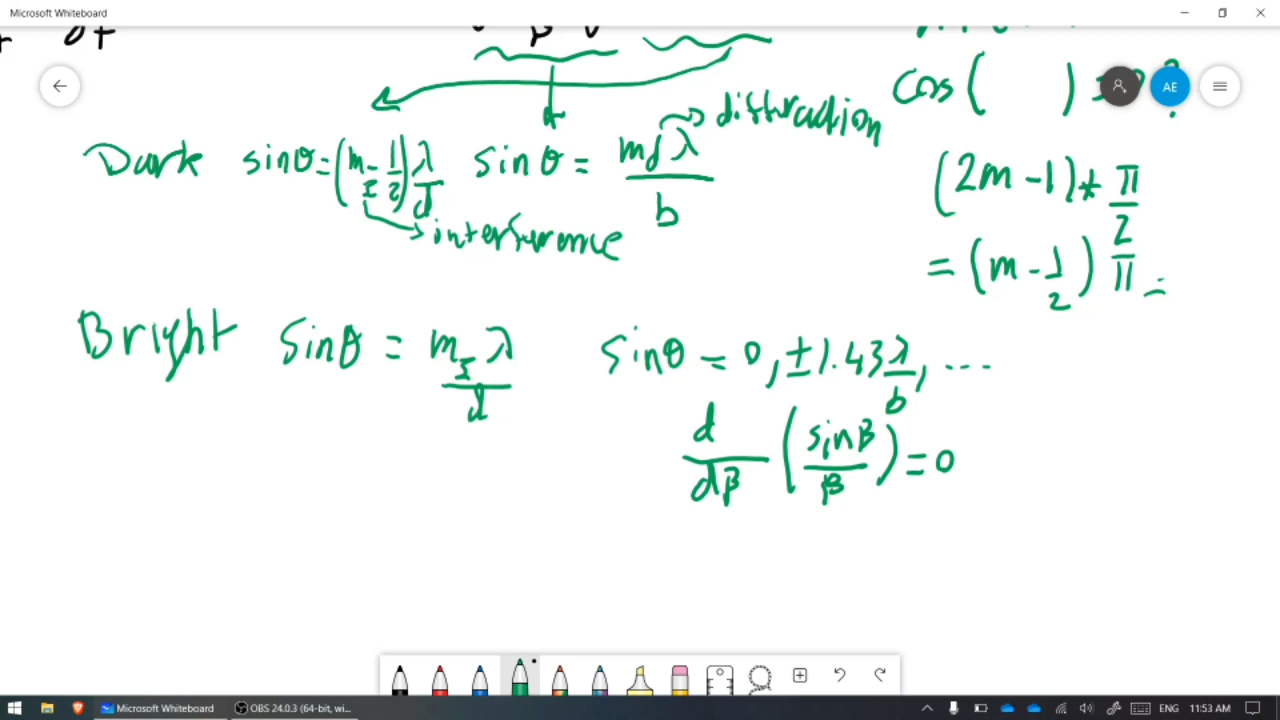 Microsoft Whiteboard
cos( ) = 0?
AE
diffraction
Dark sinθ = (m_I - 1/2) λ/d sinθ = m_d λ/b
interference
(2m - 1) * π/2
= (m - 1/2) π
Bright sinθ = m_I λ/d sinθ = 0, ±1.43 λ/b, ...
d/dβ (sinβ/β) = 0
Microsoft Whiteboard
OBS 24.0.3 (64-bit, wi...
ENG
11:53 AM